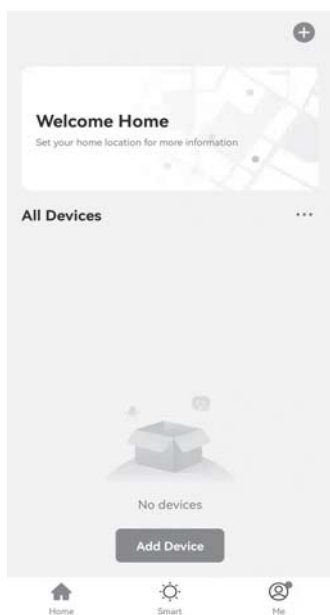 Welcome Home
Set your home location for more information
All Devices
No devices
Add Device
Home
Smart
Me